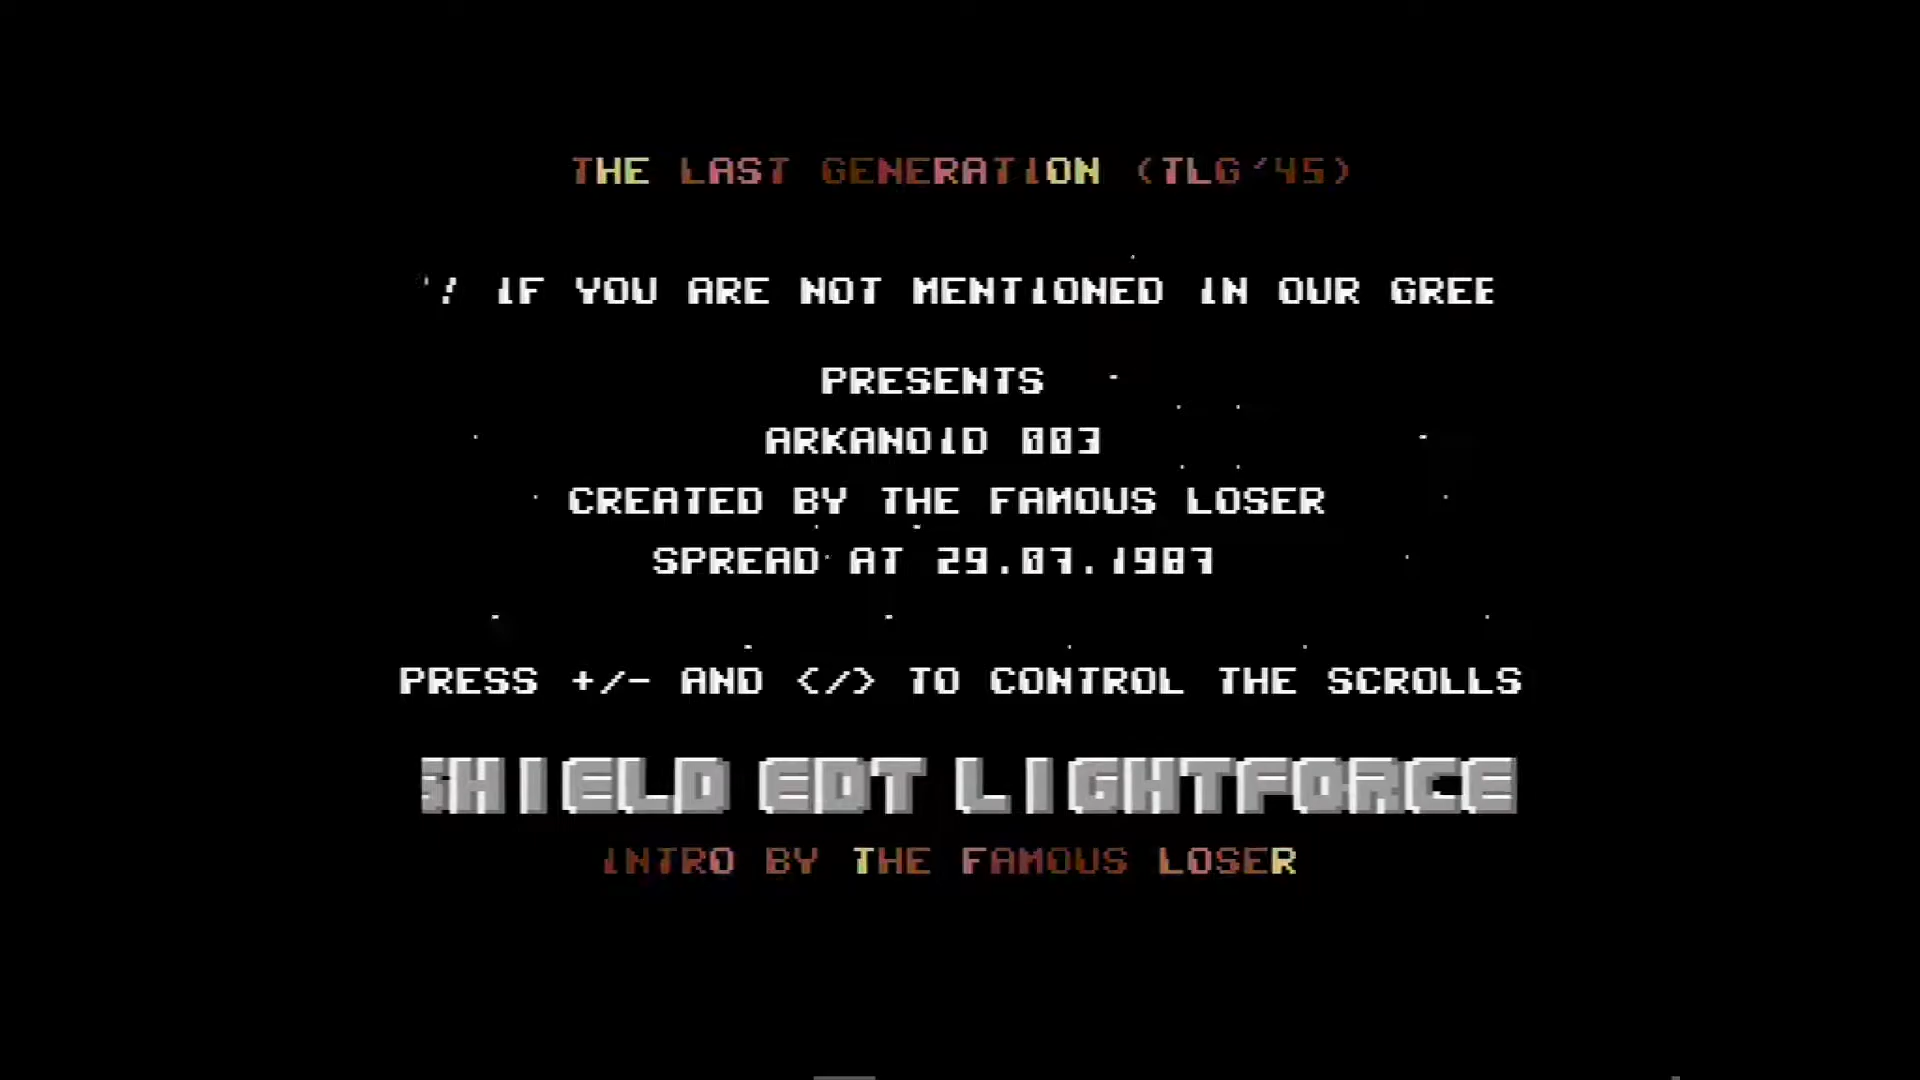 THE LAST GENERATION (TLG'45)
! IF YOU ARE NOT MENTIONED IN OUR GREE
PRESENTS
ARKANOID 003
CREATED BY THE FAMOUS LOSER
SPREAD AT 29.07.1987
PRESS +/- AND </> TO CONTROL THE SCROLLS
SHIELD EDT LIGHTFORCE
INTRO BY THE FAMOUS LOSER